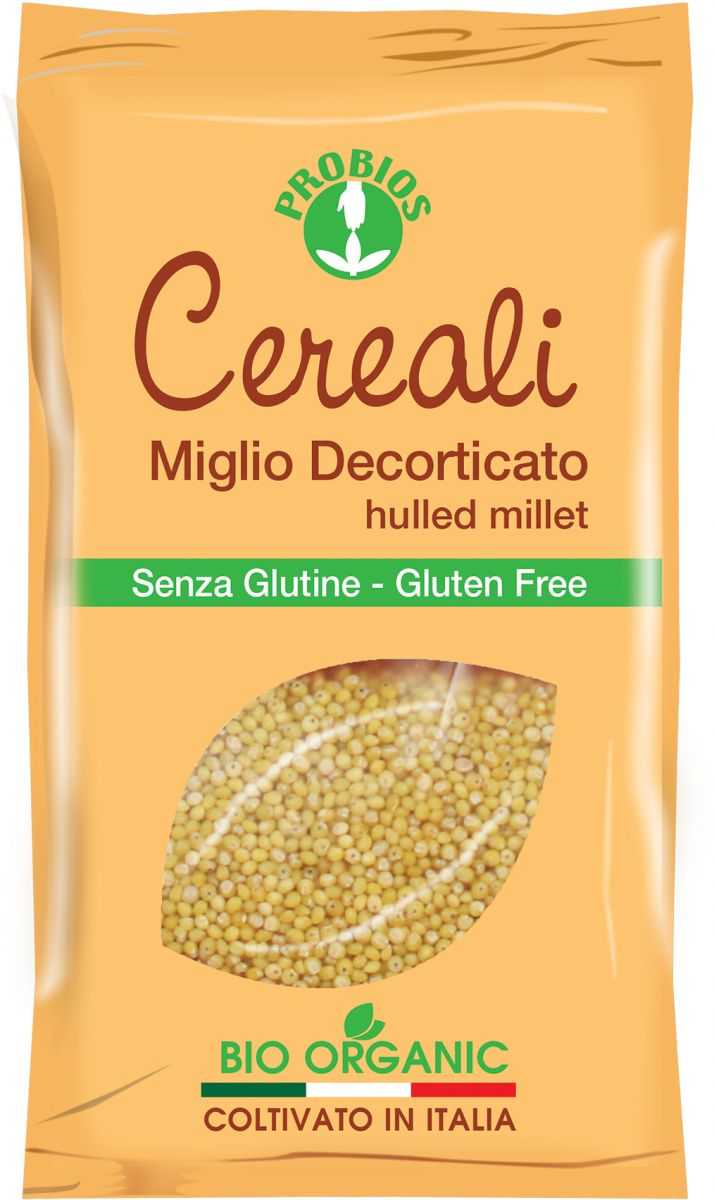 PROBIOS
Cereali
Miglio Decorticato
hulled millet
Senza Glutine - Gluten Free
BIO ORGANIC
COLTIVATO IN ITALIA